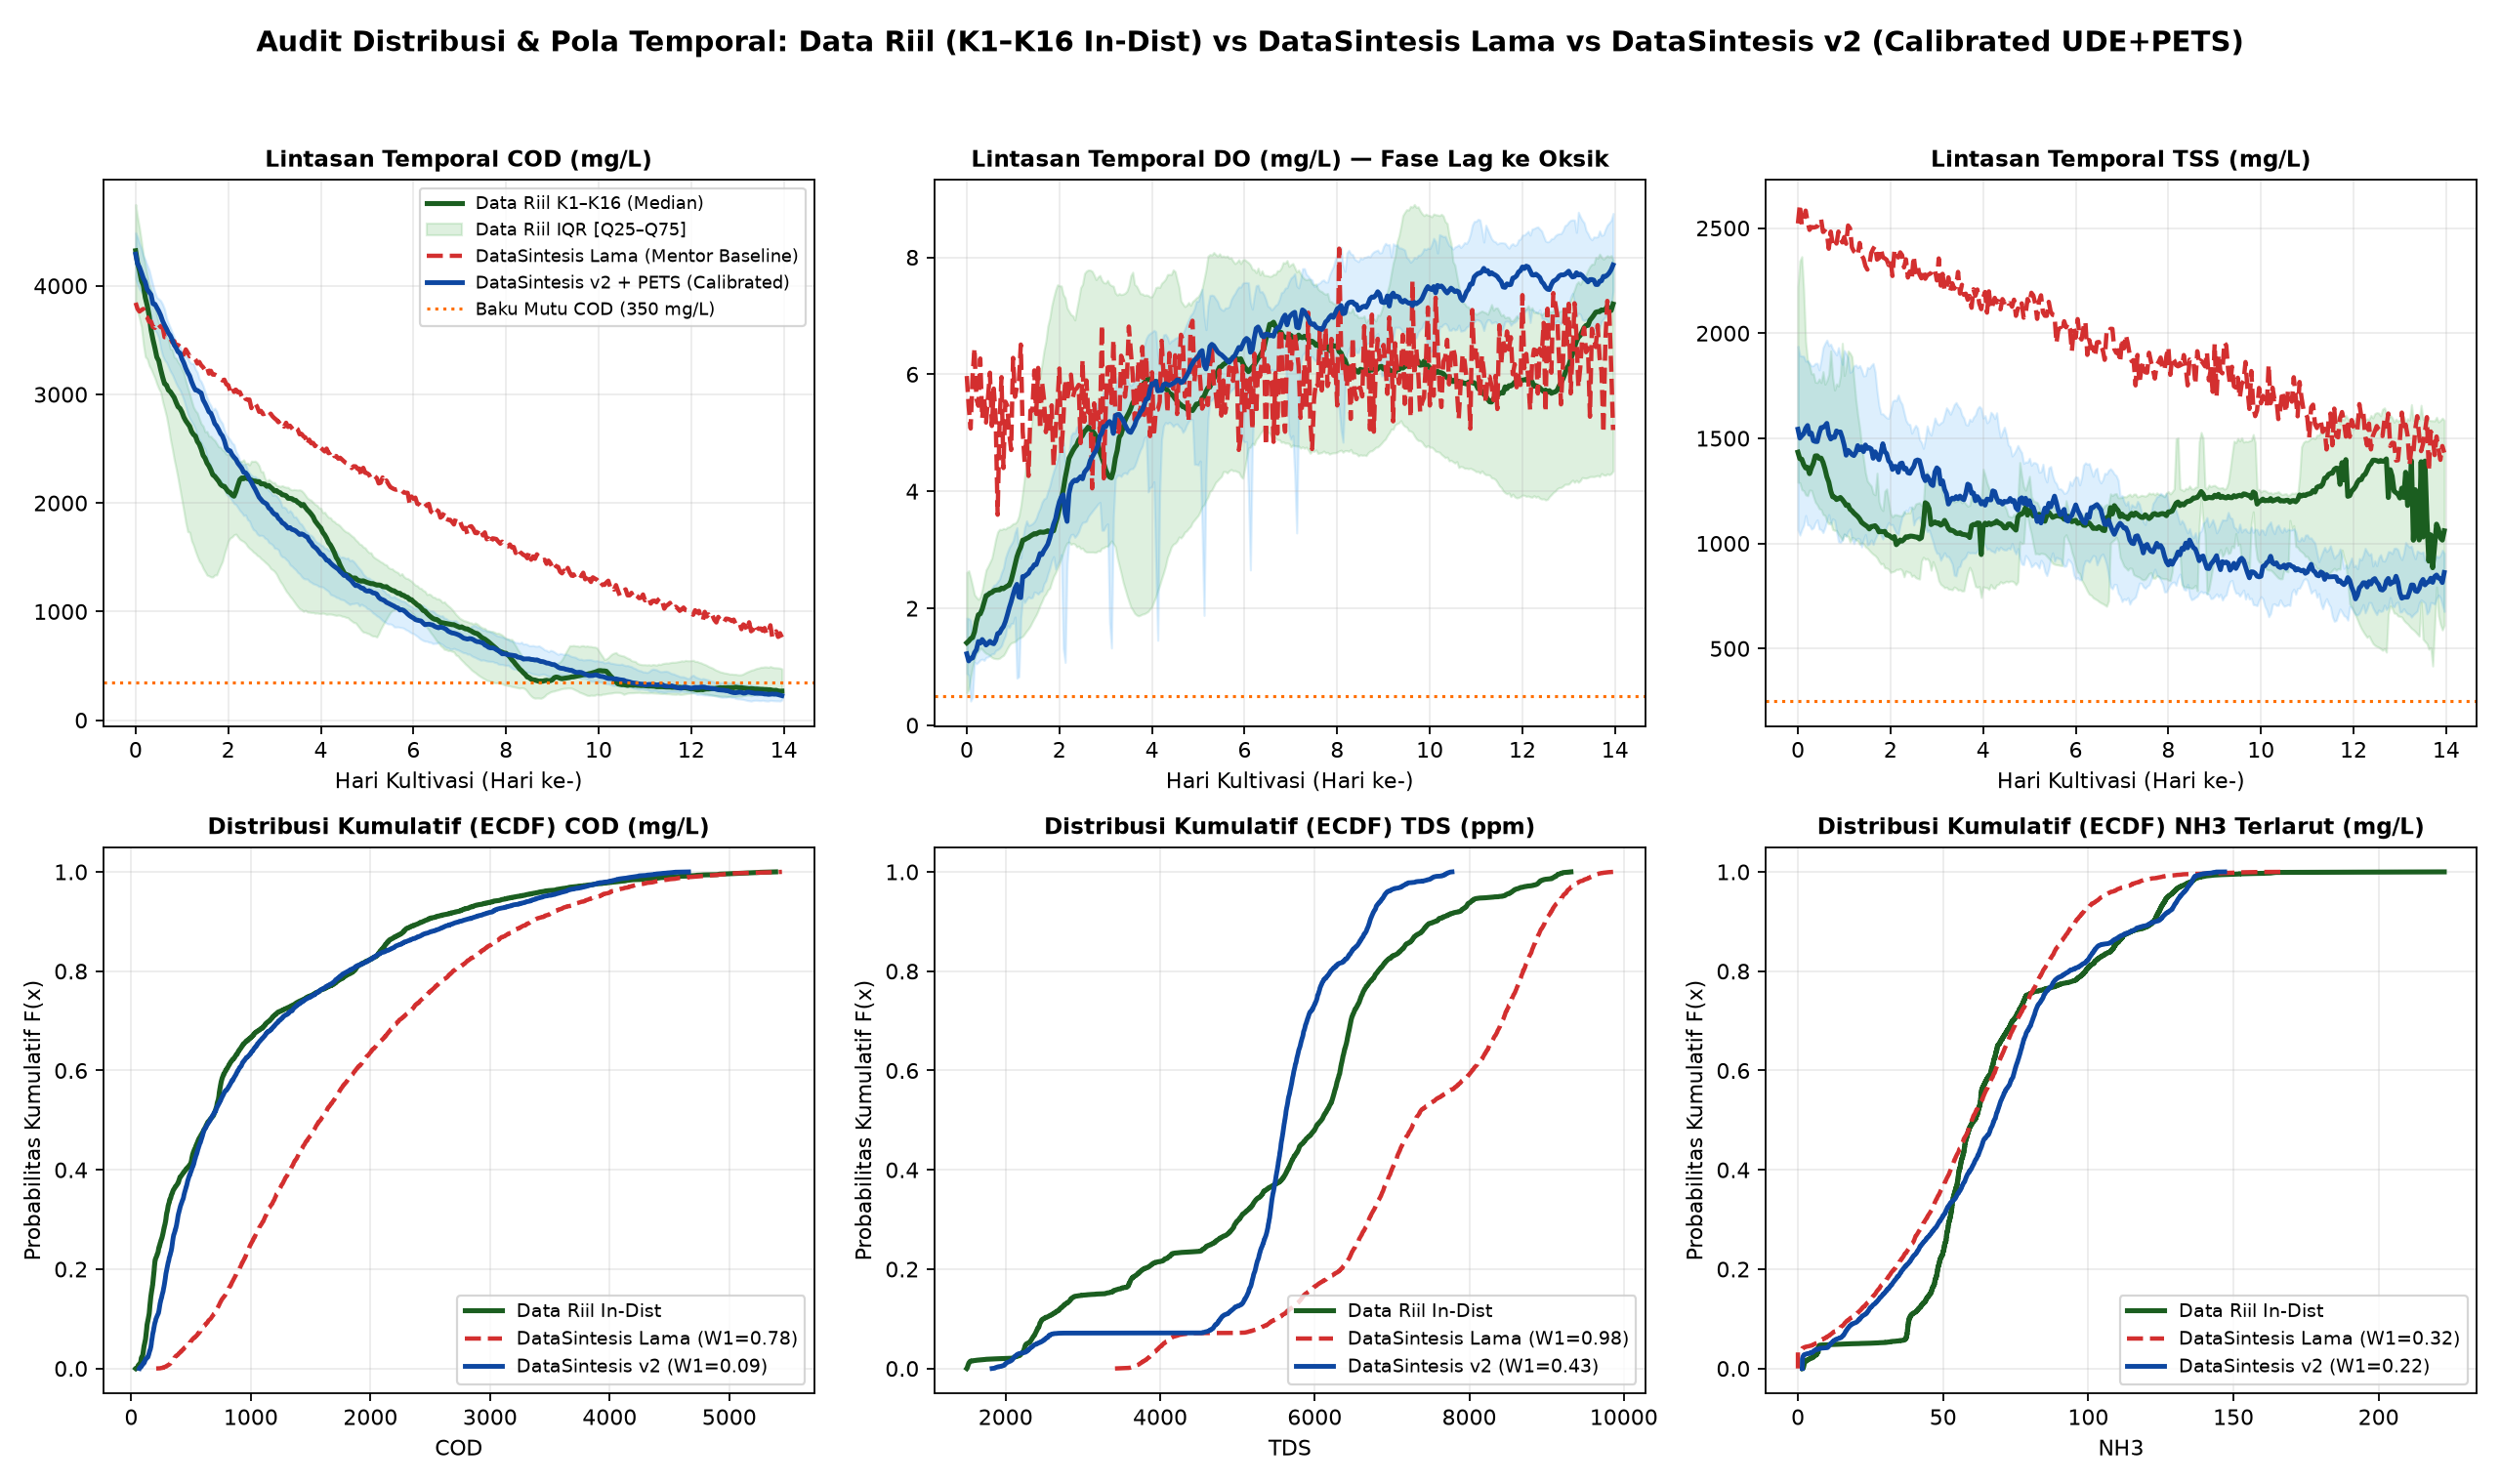 Audit Distribusi & Pola Temporal: Data Riil (K1–K16 In-Dist) vs DataSintesis Lama vs DataSintesis v2 (Calibrated UDE+PETS)
Lintasan Temporal COD (mg/L)
Data Riil K1–K16 (Median)
Data Riil IQR [Q25–Q75]
DataSintesis Lama (Mentor Baseline)
DataSintesis v2 + PETS (Calibrated)
Baku Mutu COD (350 mg/L)
4000
3000
2000
1000
0
0 2 4 6 8 10 12 14
Hari Kultivasi (Hari ke-)
Lintasan Temporal DO (mg/L) — Fase Lag ke Oksik
8
6
4
2
0
0 2 4 6 8 10 12 14
Hari Kultivasi (Hari ke-)
Lintasan Temporal TSS (mg/L)
2500
2000
1500
1000
500
0 2 4 6 8 10 12 14
Hari Kultivasi (Hari ke-)
Distribusi Kumulatif (ECDF) COD (mg/L)
Probabilitas Kumulatif F(x)
1.0
0.8
0.6
0.4
0.2
0.0
Data Riil In-Dist
DataSintesis Lama (W1=0.78)
DataSintesis v2 (W1=0.09)
0 1000 2000 3000 4000 5000
COD
Distribusi Kumulatif (ECDF) TDS (ppm)
Probabilitas Kumulatif F(x)
1.0
0.8
0.6
0.4
0.2
0.0
Data Riil In-Dist
DataSintesis Lama (W1=0.98)
DataSintesis v2 (W1=0.43)
2000 4000 6000 8000 10000
TDS
Distribusi Kumulatif (ECDF) NH3 Terlarut (mg/L)
Probabilitas Kumulatif F(x)
1.0
0.8
0.6
0.4
0.2
0.0
Data Riil In-Dist
DataSintesis Lama (W1=0.32)
DataSintesis v2 (W1=0.22)
0 50 100 150 200
NH3